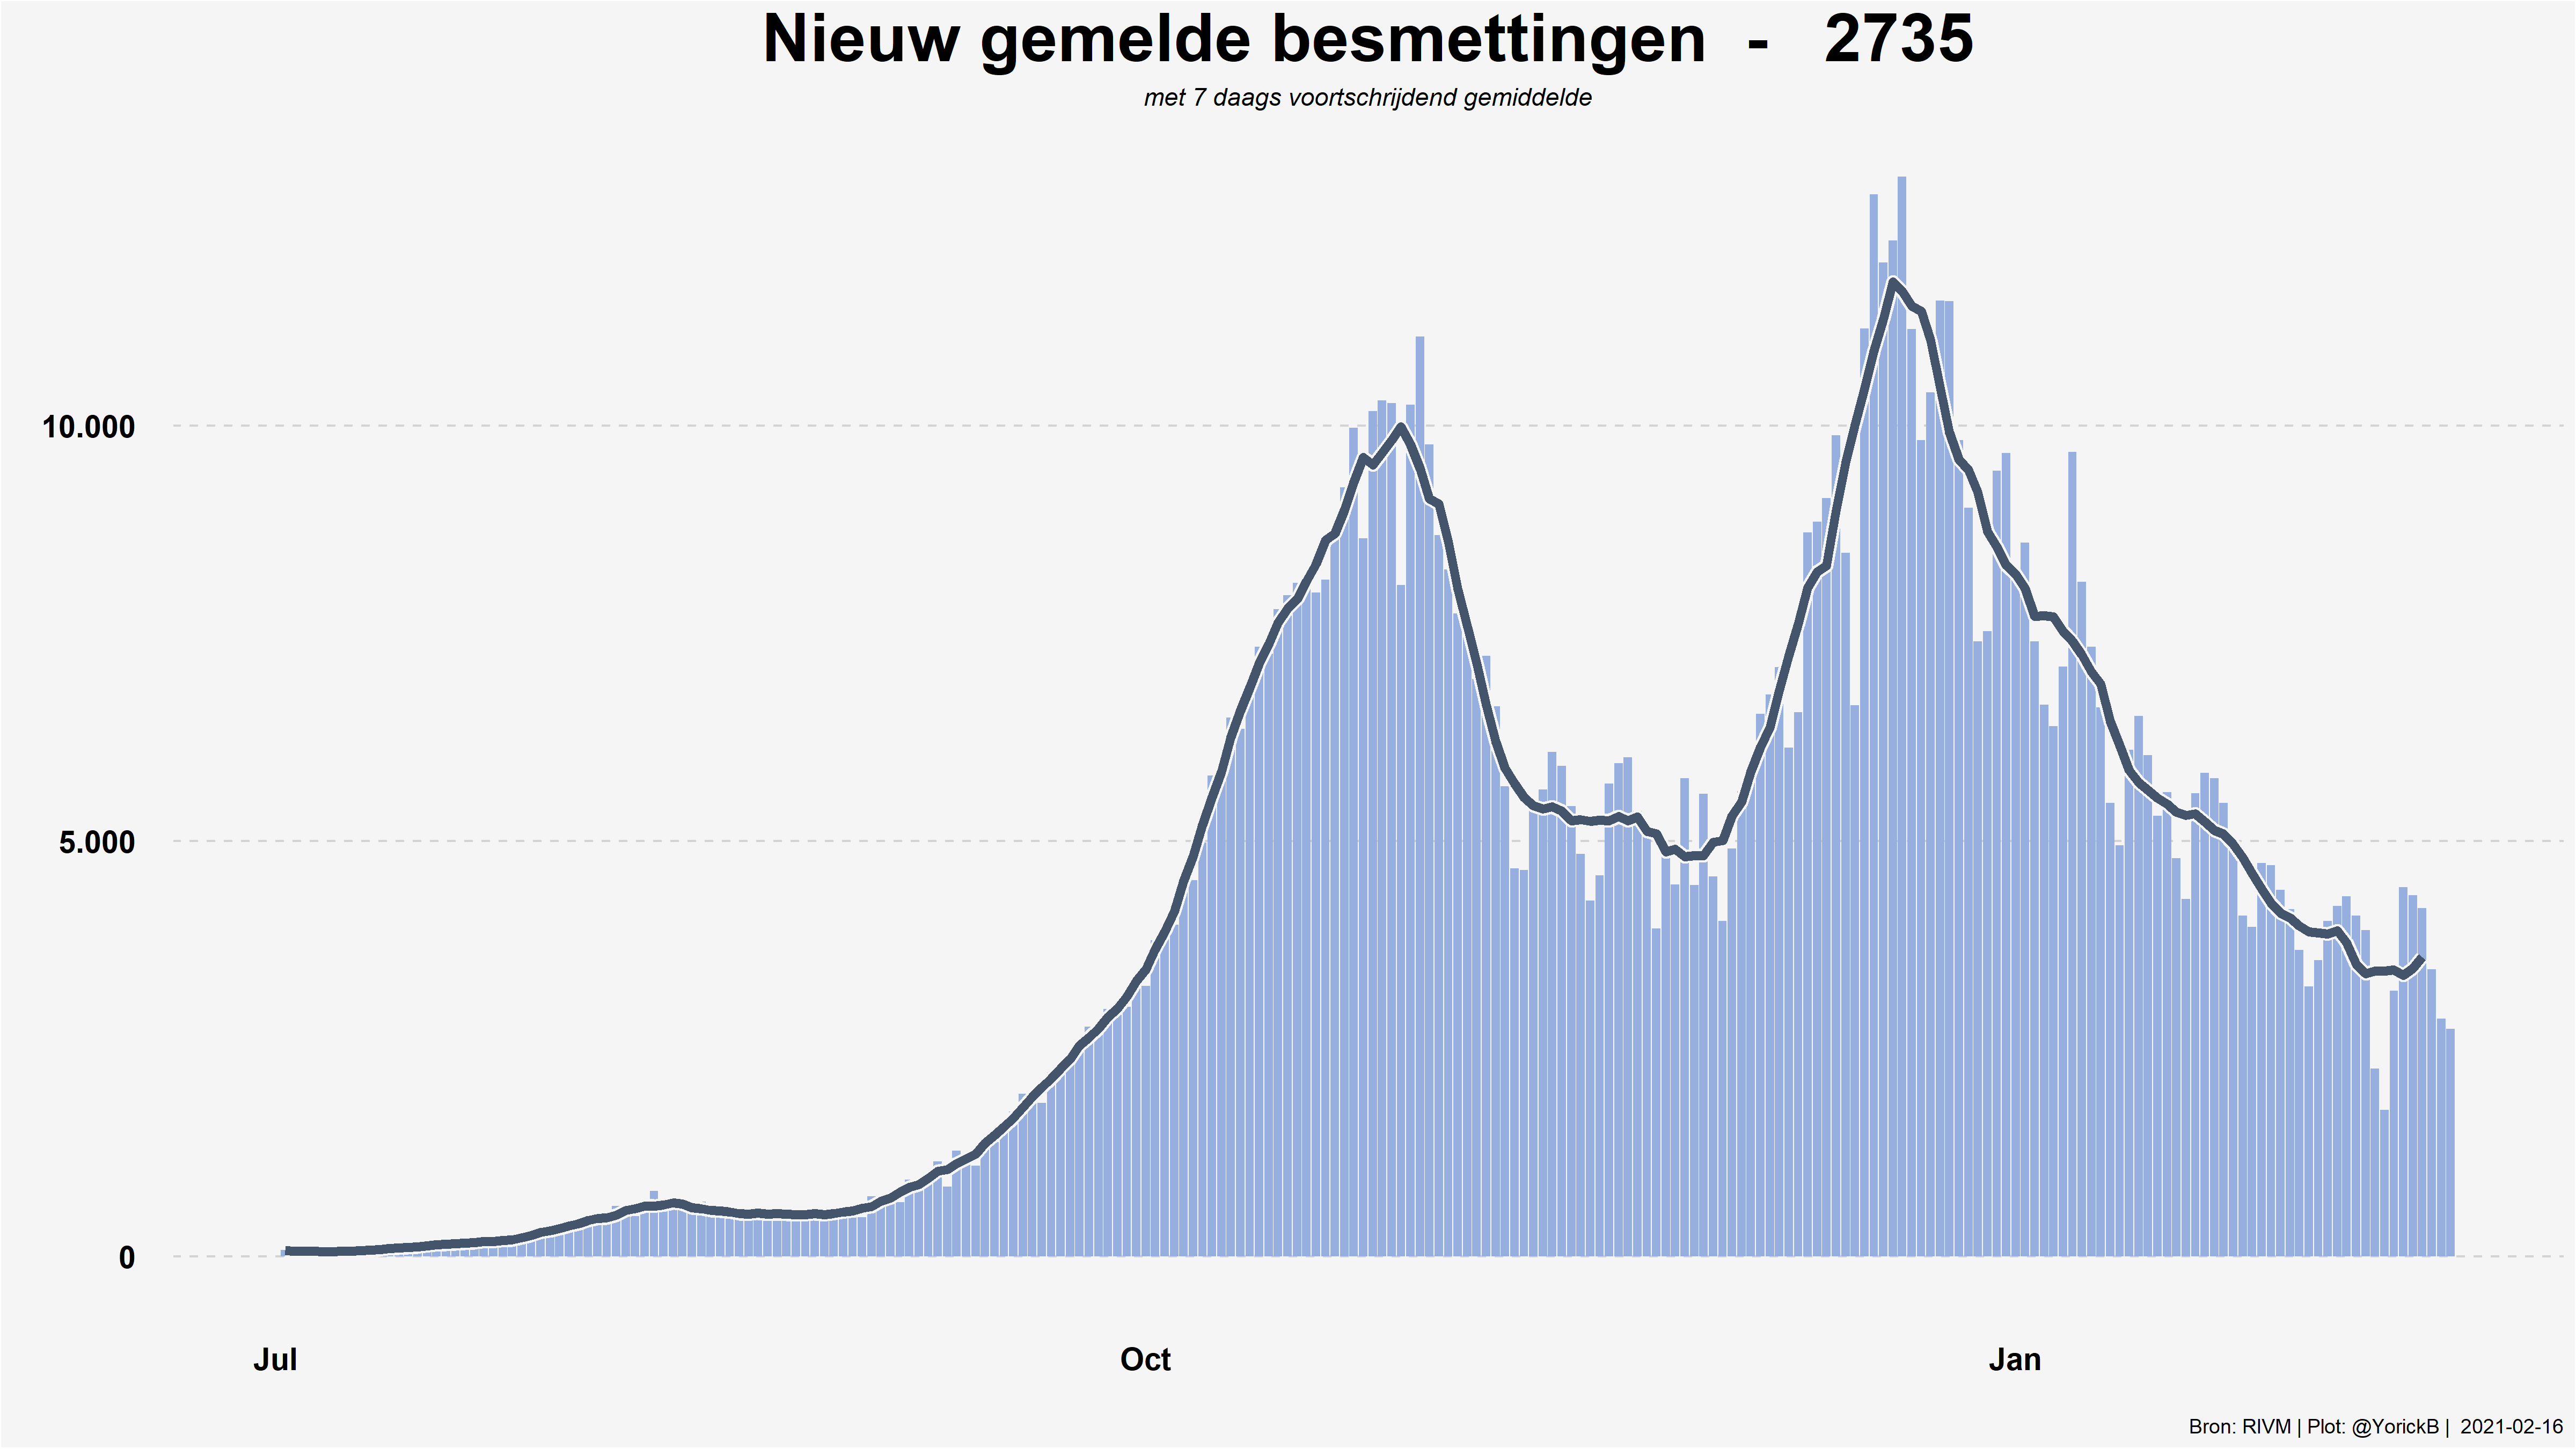 Nieuw gemelde besmettingen - 2735
met 7 daags voortschrijdend gemiddelde
10.000
5.000
0
Jul Oct Jan
Bron: RIVM | Plot: @YorickB | 2021-02-16